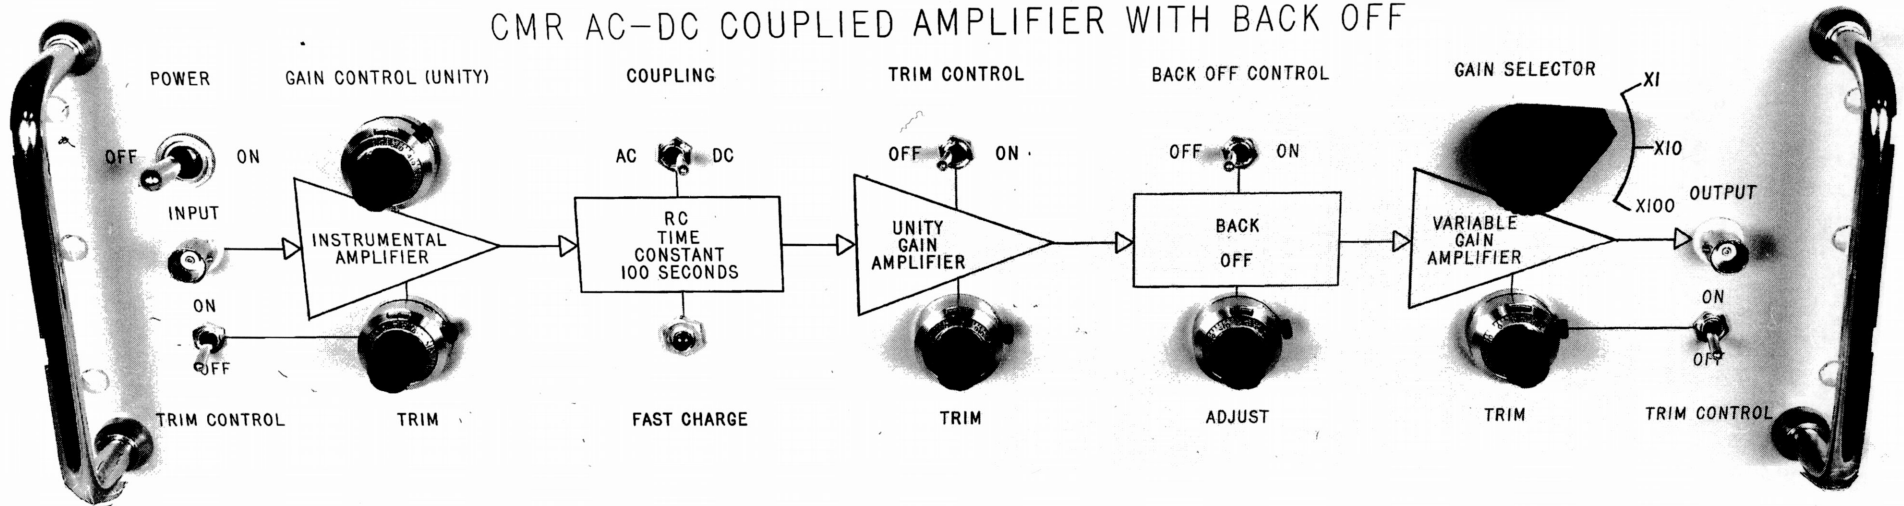 CMR AC-DC COUPLIED AMPLIFIER WITH BACK OFF
POWER
OFF
ON
INPUT
ON
OFF
TRIM CONTROL
GAIN CONTROL (UNITY)
INSTRUMENTAL
AMPLIFIER
TRIM
COUPLING
AC
DC
RC
TIME
CONSTANT
100 SECONDS
FAST CHARGE
TRIM CONTROL
OFF
ON
UNITY
GAIN
AMPLIFIER
TRIM
BACK OFF CONTROL
OFF
ON
BACK
OFF
ADJUST
GAIN SELECTOR
X1
X10
X100
VARIABLE
GAIN
AMPLIFIER
TRIM
OUTPUT
ON
OFF
TRIM CONTROL